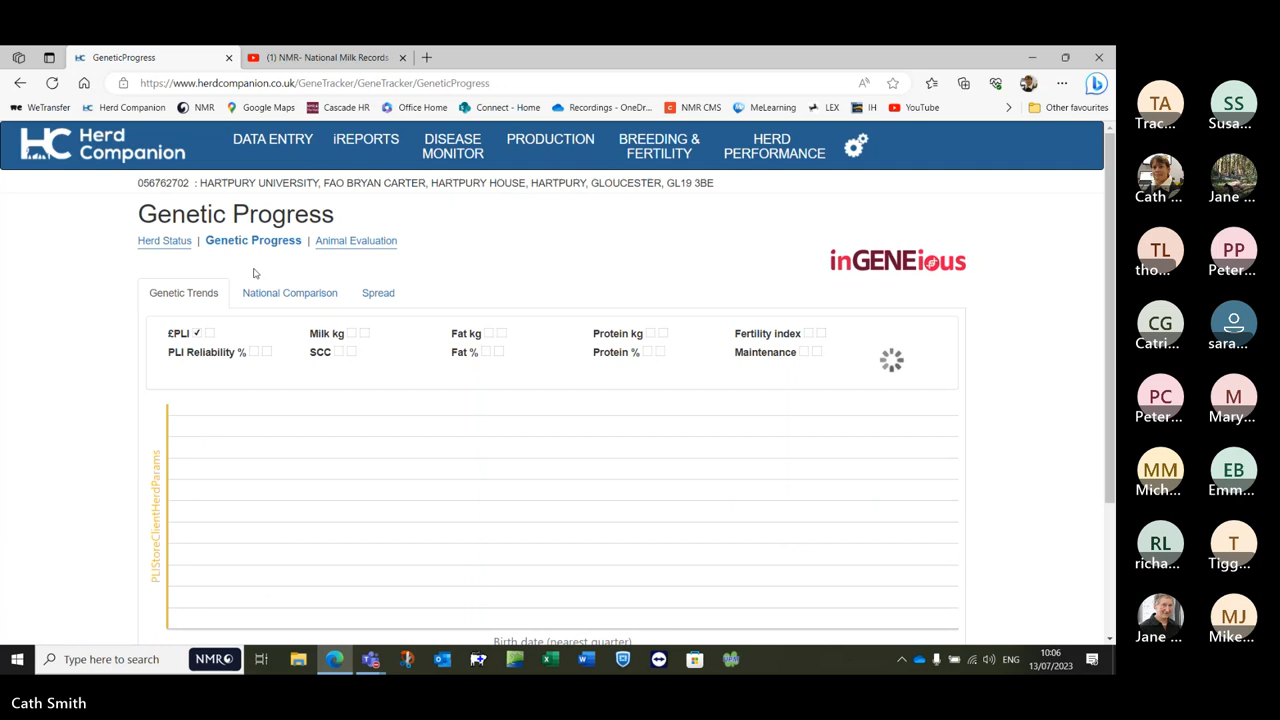 GeneticProgress
(1) NMR- National Milk Records
https://www.herdcompanion.co.uk/GeneTracker/GeneTracker/GeneticProgress
WeTransfer Herd Companion NMR Google Maps Cascade HR Office Home Connect - Home Recordings - OneDr... NMR CMS MeLearning LEX IH YouTube Other favourites
HC Herd Companion
DATA ENTRY iREPORTS DISEASE MONITOR PRODUCTION BREEDING & FERTILITY HERD PERFORMANCE
056762702 : HARTPURY UNIVERSITY, FAO BRYAN CARTER, HARTPURY HOUSE, HARTPURY, GLOUCESTER, GL19 3BE
Genetic Progress
Herd Status | Genetic Progress | Animal Evaluation
inGENEious
Genetic Trends National Comparison Spread
£PLI Milk kg Fat kg Protein kg Fertility index
PLI Reliability % SCC Fat % Protein % Maintenance
PLIStoreClientHerdParams
Birth date (nearest quarter)
Type here to search
NMR
ENG
10:06
13/07/2023
Cath Smith
TA SS
Trac... Susa...
Cath ... Jane ...
TL PP
tho... Peter...
CG
Catri... sara...
PC M
Peter... Mary...
MM EB
Mich... Emm...
RL T
richa... Tigg...
MJ
Jane ... Mike...